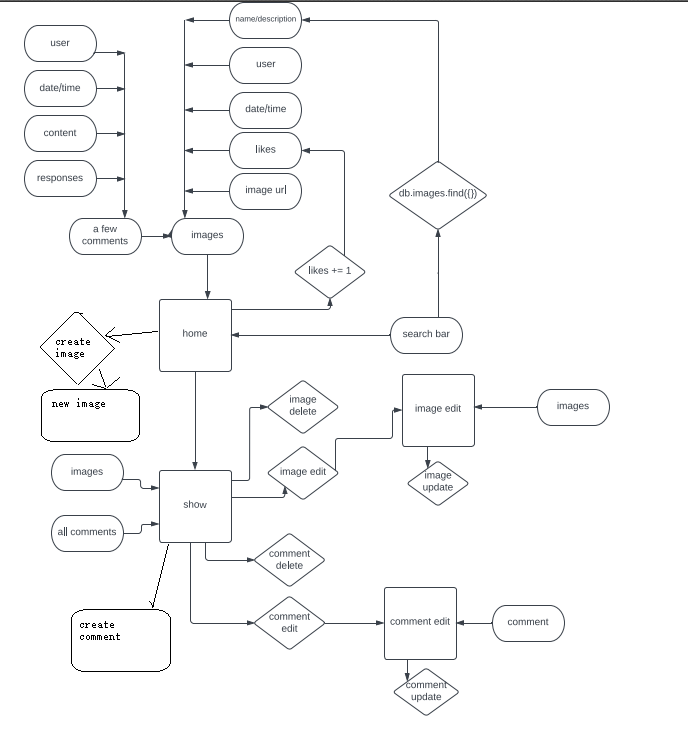 name/description
user
user
date/time
date/time
content
likes
responses
image url
a few
comments
images
db.images.find({})
likes += 1
home
search bar
create
image
new image
image
delete
image edit
images
images
image edit
image
update
show
all comments
comment
delete
create
comment
comment
edit
comment edit
comment
comment
update